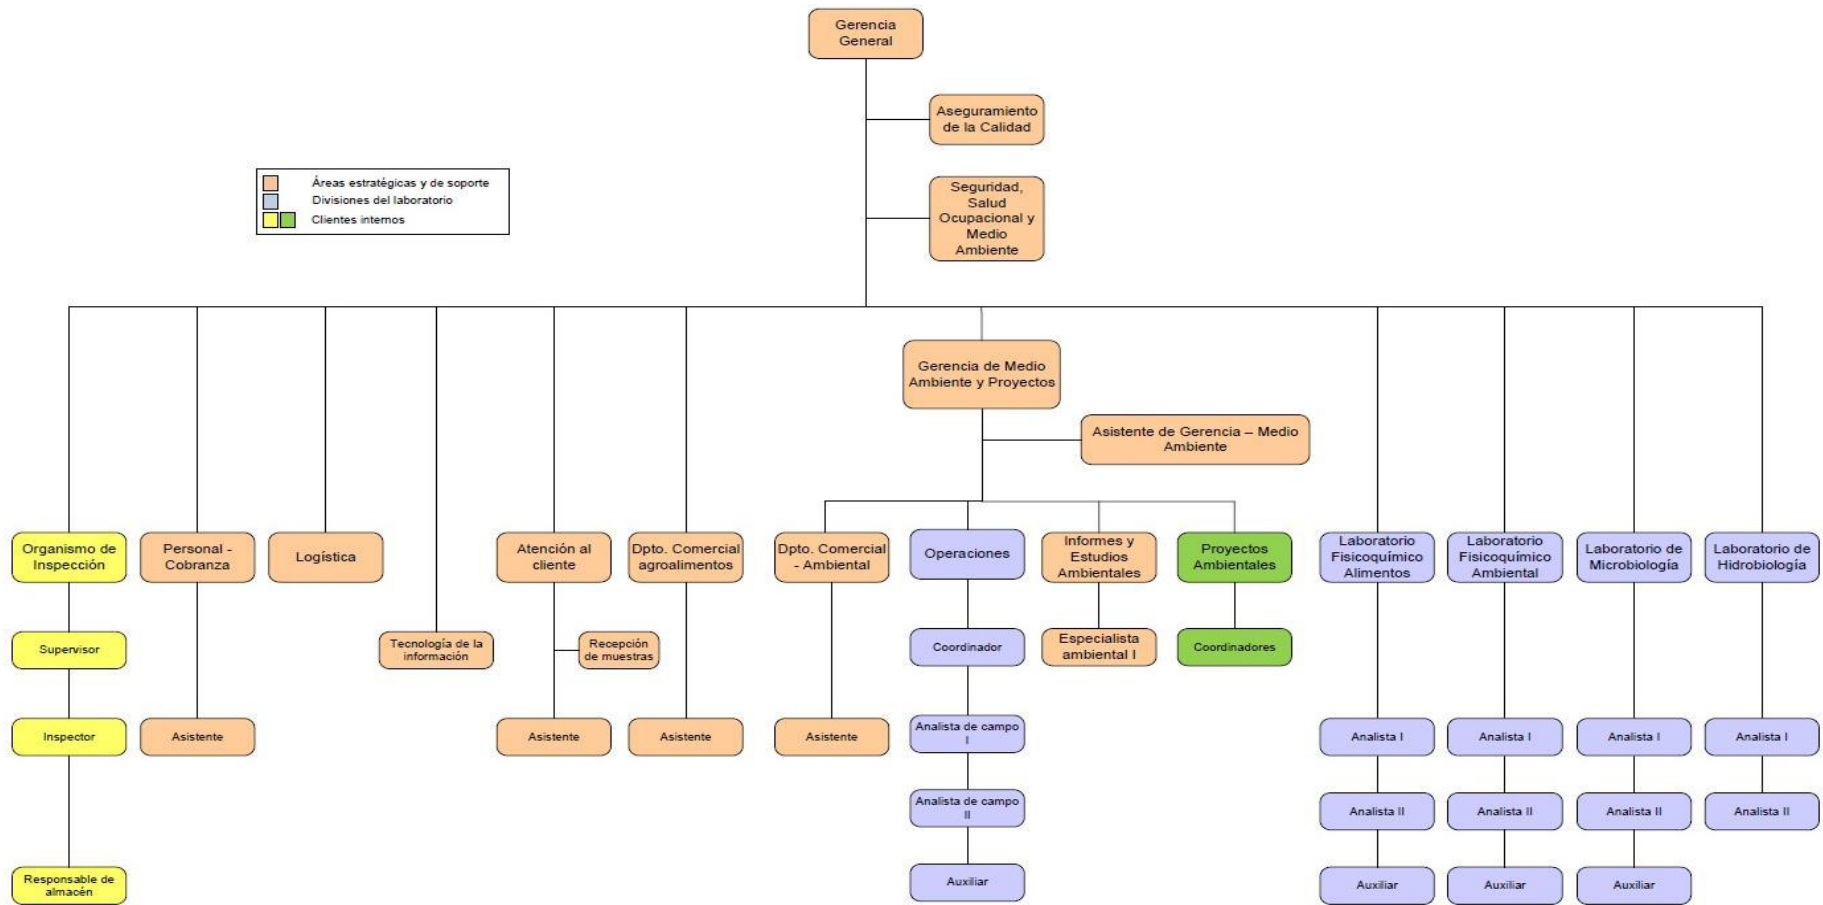 Gerencia
General
Aseguramiento
de la Calidad
Áreas estratégicas y de soporte
Divisiones del laboratorio
Clientes internos
Seguridad,
Salud
Ocupacional y
Medio
Ambiente
Gerencia de Medio
Ambiente y Proyectos
Asistente de Gerencia – Medio
Ambiente
Organismo de
Inspección
Personal -
Cobranza
Logística
Atención al
cliente
Dpto. Comercial
agroalimentos
Dpto. Comercial
- Ambiental
Operaciones
Informes y
Estudios
Ambientales
Proyectos
Ambientales
Laboratorio
Fisicoquímico
Alimentos
Laboratorio
Fisicoquímico
Ambiental
Laboratorio de
Microbiología
Laboratorio de
Hidrobiología
Supervisor
Tecnología de la
información
Recepción
de muestras
Coordinador
Especialista
ambiental I
Coordinadores
Inspector
Asistente
Asistente
Asistente
Asistente
Analista de campo
I
Analista I
Analista I
Analista I
Analista I
Analista de campo
II
Analista II
Analista II
Analista II
Analista II
Responsable de
almacén
Auxiliar
Auxiliar
Auxiliar
Auxiliar